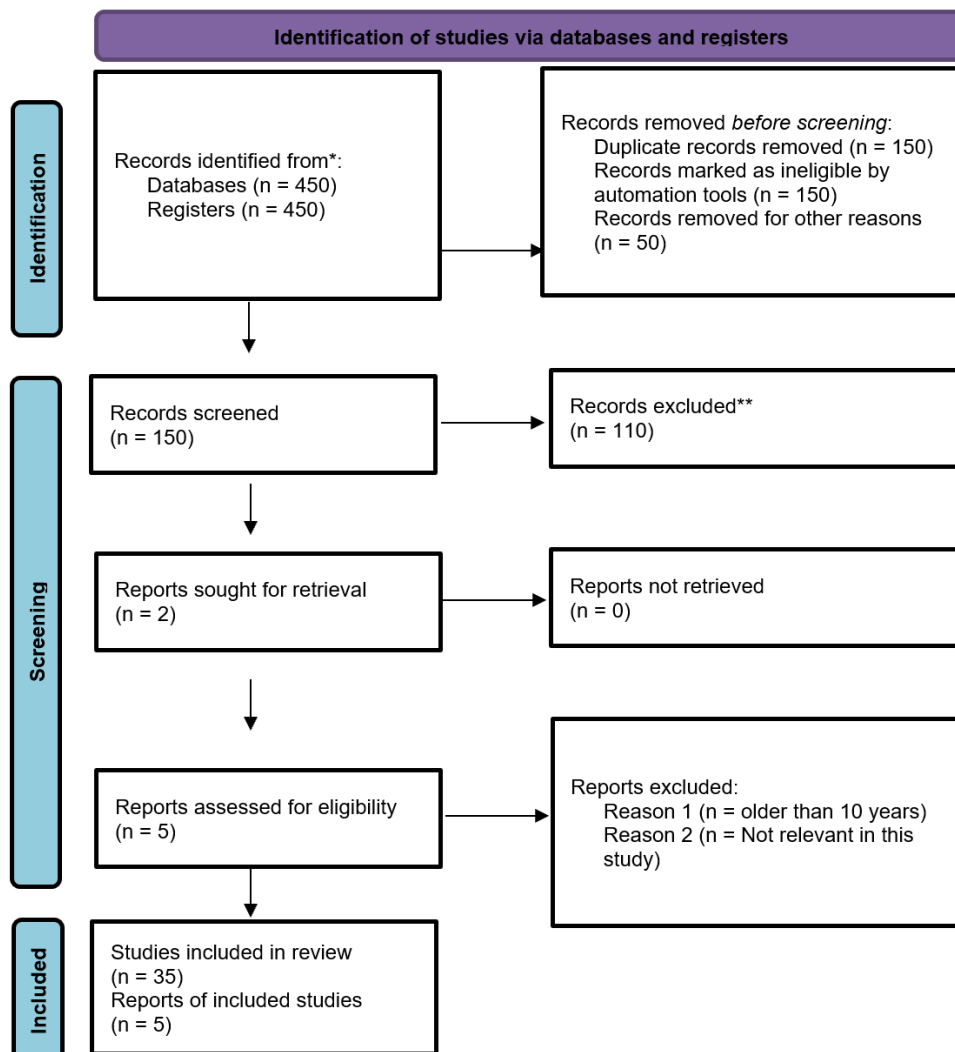 Identification of studies via databases and registers
Identification
Records identified from*:
Databases (n = 450)
Registers (n = 450)
Records removed before screening:
Duplicate records removed (n = 150)
Records marked as ineligible by
automation tools (n = 150)
Records removed for other reasons
(n = 50)
Screening
Records screened
(n = 150)
Records excluded**
(n = 110)
Reports sought for retrieval
(n = 2)
Reports not retrieved
(n = 0)
Reports assessed for eligibility
(n = 5)
Reports excluded:
Reason 1 (n = older than 10 years)
Reason 2 (n = Not relevant in this
study)
Included
Studies included in review
(n = 35)
Reports of included studies
(n = 5)